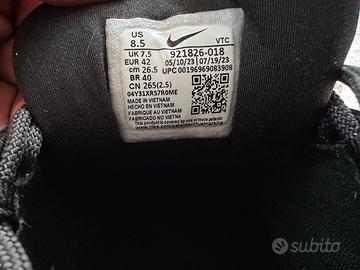 US
8.5
VTC
UK 7.5
921826-018
EUR 42
05/10/23 07/19/23
cm 26.5
UPC 00196969083908
BR 40
CN 265(2.5)
04Y31XRS7R0ME
MADE IN VIETNAM
HECHO EN VIETNAM
FABRIQUE AU VIETNAM
FABRICADO NO VIETNAM
subito